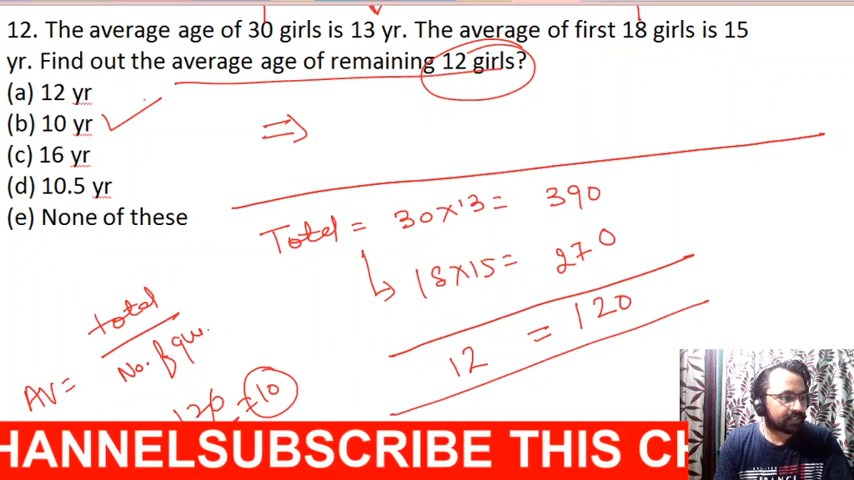 12. The average age of 30 girls is 13 yr. The average of first 18 girls is 15
yr. Find out the average age of remaining 12 girls?
(a) 12 yr
(b) 10 yr
(c) 16 yr
(d) 10.5 yr
(e) None of these
Total = 30×13 = 390
18×15 = 270
12 = 120
AV = total
No. of qu.
120 = 10
HANNELSUBSCRIBE THIS CH